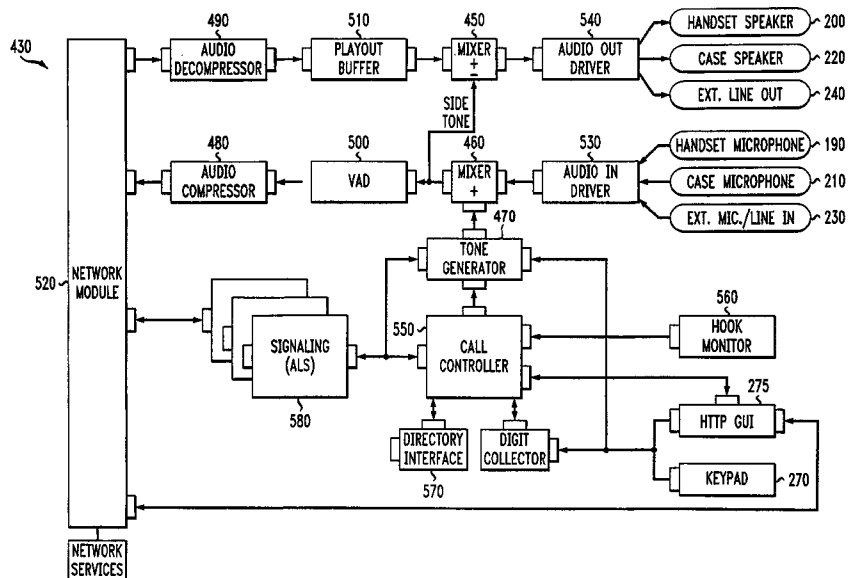 430
490
AUDIO
DECOMPRESSOR
510
PLAYOUT
BUFFER
450
MIXER
+
−
540
AUDIO OUT
DRIVER
HANDSET SPEAKER
200
CASE SPEAKER
220
EXT. LINE OUT
240
SIDE
TONE
480
AUDIO
COMPRESSOR
500
VAD
460
MIXER
+
530
AUDIO IN
DRIVER
HANDSET MICROPHONE
190
CASE MICROPHONE
210
EXT. MIC./LINE IN
230
470
TONE
GENERATOR
520
NETWORK
MODULE
SIGNALING
(ALS)
580
550
CALL
CONTROLLER
560
HOOK
MONITOR
275
HTTP GUI
DIRECTORY
INTERFACE
570
DIGIT
COLLECTOR
KEYPAD
270
NETWORK
SERVICES